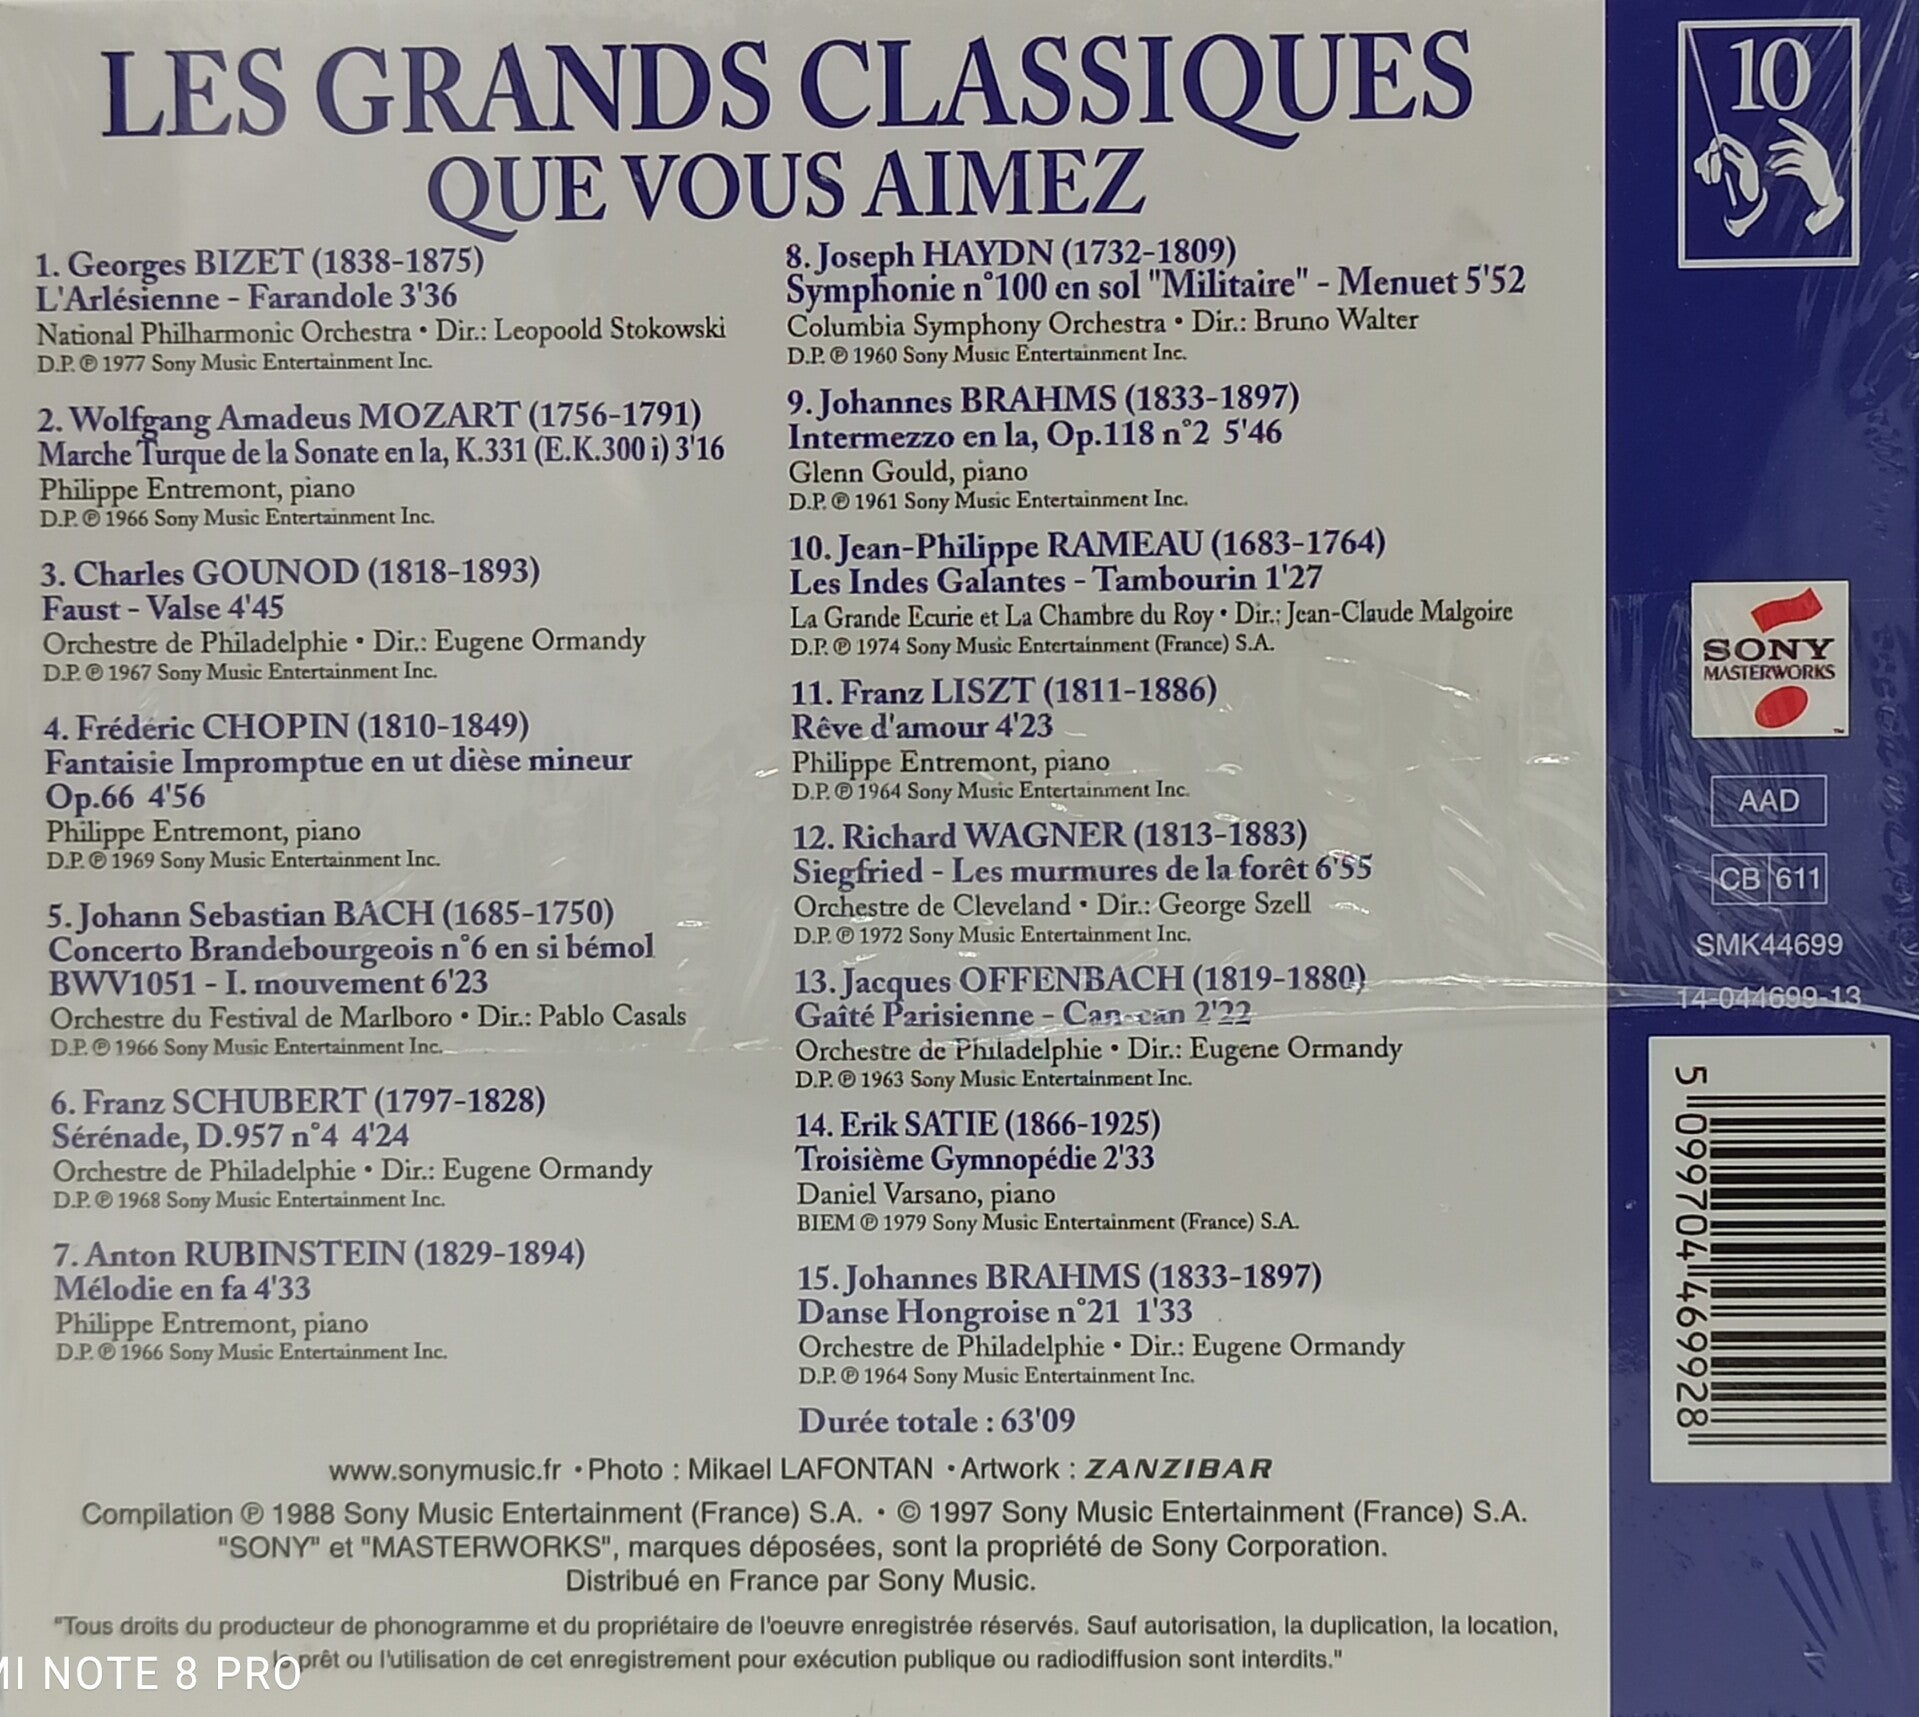 LES GRANDS CLASSIQUES
QUE VOUS AIMEZ
1. Georges BIZET (1838-1875)
L'Arlésienne - Farandole 3'36
National Philharmonic Orchestra • Dir.: Leopoold Stokowski
D.P. ℗ 1977 Sony Music Entertainment Inc.
2. Wolfgang Amadeus MOZART (1756-1791)
Marche Turque de la Sonate en la, K.331 (E.K.300 i) 3'16
Philippe Entremont, piano
D.P. ℗ 1966 Sony Music Entertainment Inc.
3. Charles GOUNOD (1818-1893)
Faust - Valse 4'45
Orchestre de Philadelphie • Dir.: Eugene Ormandy
D.P. ℗ 1967 Sony Music Entertainment Inc.
4. Frédéric CHOPIN (1810-1849)
Fantaisie Impromptue en ut dièse mineur
Op.66 4'56
Philippe Entremont, piano
D.P. ℗ 1969 Sony Music Entertainment Inc.
5. Johann Sebastian BACH (1685-1750)
Concerto Brandebourgeois n°6 en si bémol
BWV1051 - I. mouvement 6'23
Orchestre du Festival de Marlboro • Dir.: Pablo Casals
D.P. ℗ 1966 Sony Music Entertainment Inc.
6. Franz SCHUBERT (1797-1828)
Sérénade, D.957 n°4 4'24
Orchestre de Philadelphie • Dir.: Eugene Ormandy
D.P. ℗ 1968 Sony Music Entertainment Inc.
7. Anton RUBINSTEIN (1829-1894)
Mélodie en fa 4'33
Philippe Entremont, piano
D.P. ℗ 1966 Sony Music Entertainment Inc.
8. Joseph HAYDN (1732-1809)
Symphonie n°100 en sol "Militaire" - Menuet 5'52
Columbia Symphony Orchestra • Dir.: Bruno Walter
D.P. ℗ 1960 Sony Music Entertainment Inc.
9. Johannes BRAHMS (1833-1897)
Intermezzo en la, Op.118 n°2 5'46
Glenn Gould, piano
D.P. ℗ 1961 Sony Music Entertainment Inc.
10. Jean-Philippe RAMEAU (1683-1764)
Les Indes Galantes - Tambourin 1'27
La Grande Ecurie et La Chambre du Roy • Dir.: Jean-Claude Malgoire
D.P. ℗ 1974 Sony Music Entertainment (France) S.A.
11. Franz LISZT (1811-1886)
Rêve d'amour 4'23
Philippe Entremont, piano
D.P. ℗ 1964 Sony Music Entertainment Inc.
12. Richard WAGNER (1813-1883)
Siegfried - Les murmures de la forêt 6'55
Orchestre de Cleveland • Dir.: George Szell
D.P. ℗ 1972 Sony Music Entertainment Inc.
13. Jacques OFFENBACH (1819-1880)
Gaîté Parisienne - Can-can 2'22
Orchestre de Philadelphie • Dir.: Eugene Ormandy
D.P. ℗ 1963 Sony Music Entertainment Inc.
14. Erik SATIE (1866-1925)
Troisième Gymnopédie 2'33
Daniel Varsano, piano
BIEM ℗ 1979 Sony Music Entertainment (France) S.A.
15. Johannes BRAHMS (1833-1897)
Danse Hongroise n°21 1'33
Orchestre de Philadelphie • Dir.: Eugene Ormandy
D.P. ℗ 1964 Sony Music Entertainment Inc.
Durée totale : 63'09
www.sonymusic.fr • Photo : Mikael LAFONTAN • Artwork : ZANZIBAR
Compilation ℗ 1988 Sony Music Entertainment (France) S.A. • © 1997 Sony Music Entertainment (France) S.A.
"SONY" et "MASTERWORKS", marques déposées, sont la propriété de Sony Corporation.
Distribué en France par Sony Music.
"Tous droits du producteur de phonogramme et du propriétaire de l'oeuvre enregistrée réservés. Sauf autorisation, la duplication, la location,
le prêt ou l'utilisation de cet enregistrement pour exécution publique ou radiodiffusion sont interdits."
MI NOTE 8 PRO
10
SONY
MASTERWORKS
™
AAD
CB 611
SMK44699
14-044699-13
5 099704 469928